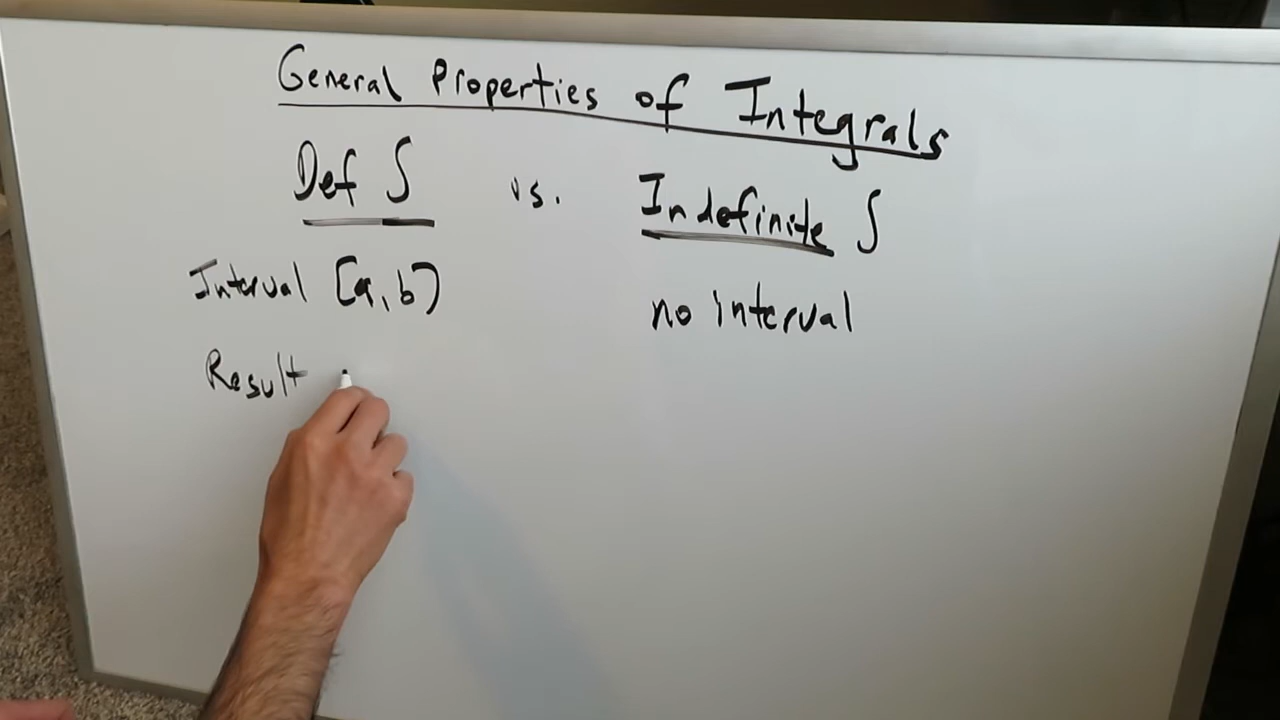 General Properties of Integrals
Def ∫ vs. Indefinite ∫
Interval [a,b] no interval
Result